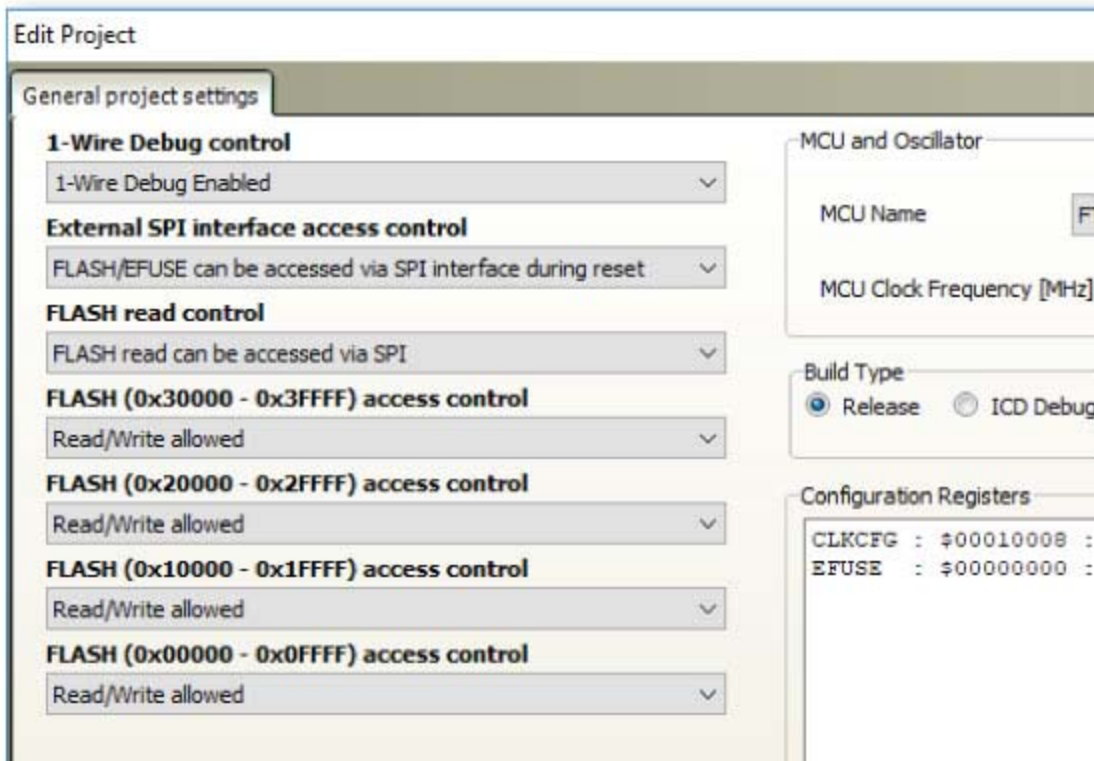 Edit Project
General project settings
1-Wire Debug control
1-Wire Debug Enabled
External SPI interface access control
FLASH/EFUSE can be accessed via SPI interface during reset
FLASH read control
FLASH read can be accessed via SPI
FLASH (0x30000 - 0x3FFFF) access control
Read/Write allowed
FLASH (0x20000 - 0x2FFFF) access control
Read/Write allowed
FLASH (0x10000 - 0x1FFFF) access control
Read/Write allowed
FLASH (0x00000 - 0x0FFFF) access control
Read/Write allowed
MCU and Oscillator
MCU Name
MCU Clock Frequency [MHz]
Build Type
Release ICD Debug
Configuration Registers
CLKCFG : $00010008 :
EFUSE : $00000000 :